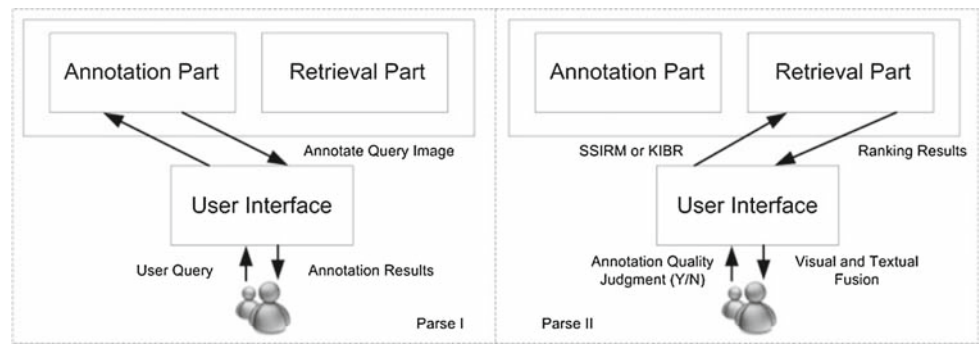 Annotation Part
Retrieval Part
Annotate Query Image
User Interface
User Query
Annotation Results
Parse I
Annotation Part
Retrieval Part
SSIRM or KIBR
Ranking Results
User Interface
Annotation Quality
Judgment (Y/N)
Visual and Textual
Fusion
Parse II